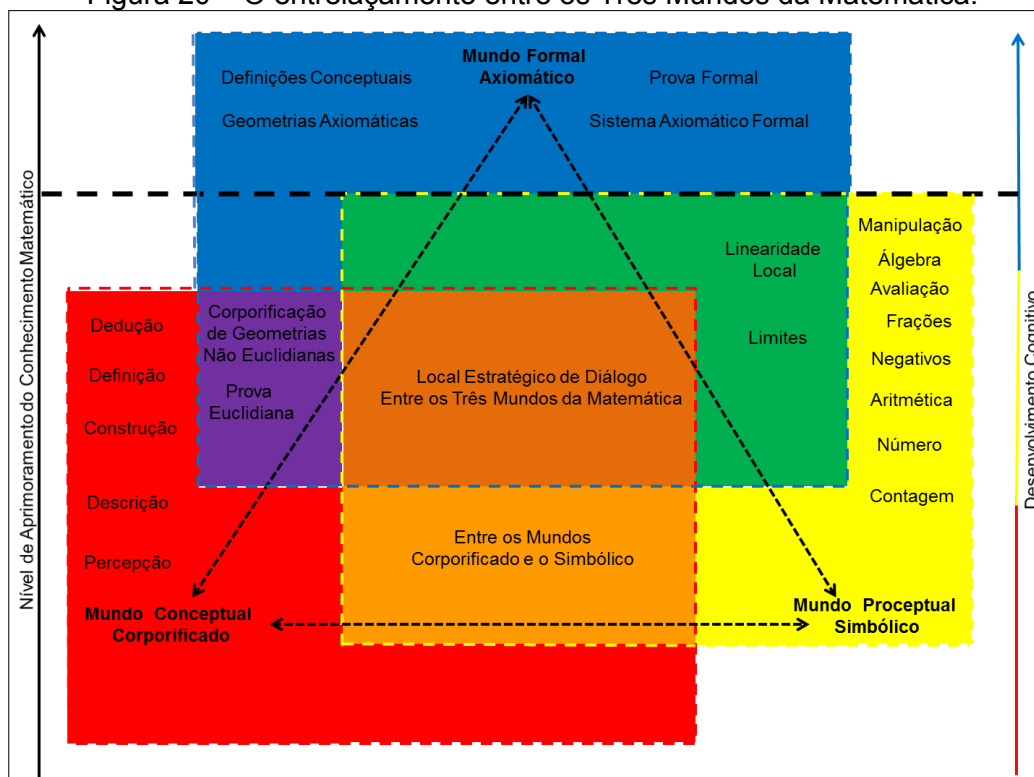 Figura 20 – O entrelaçamento entre os Três Mundos da Matemática.
Mundo Formal
Axiomático
Definições Conceptuais
Prova Formal
Geometrias Axiomáticas
Sistema Axiomático Formal
Nível de Aprimoramento do Conhecimento Matemático
Desenvolvimento Cognitivo
Manipulação
Álgebra
Avaliação
Frações
Negativos
Aritmética
Número
Contagem
Linearidade
Local
Limites
Dedução
Definição
Construção
Descrição
Percepção
Corporificação
de Geometrias
Não Euclidianas
Prova
Euclidiana
Local Estratégico de Diálogo
Entre os Três Mundos da Matemática
Entre os Mundos
Corporificado e o Simbólico
Mundo Conceptual
Corporificado
Mundo Proceptual
Simbólico